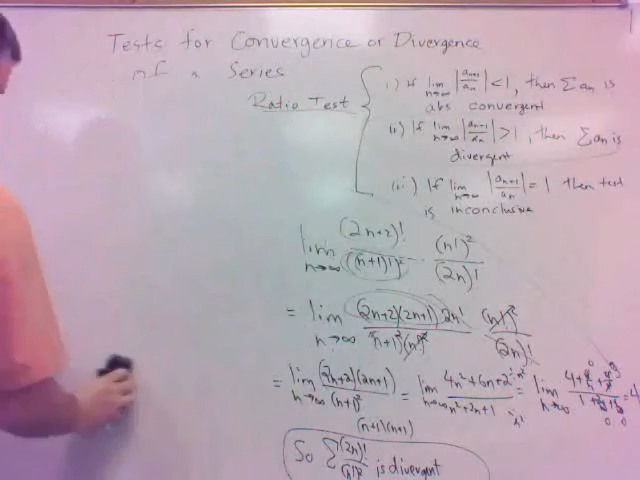 Tests for Convergence or Divergence
of a Series
Ratio Test
i) If lim n→∞ |aₙ₊₁/aₙ| < 1, then Σ aₙ is
abs convergent
ii) If lim n→∞ |aₙ₊₁/aₙ| > 1, then Σ aₙ is
divergent
iii) If lim n→∞ |aₙ₊₁/aₙ| = 1 then test
is inconclusive
lim n→∞ (2n+2)!/((n+1)!)² · (n!)²/(2n)!
= lim n→∞ (2n+2)(2n+1)2n!/(n+1)²(n!)² (n!)²/(2n)!
= lim n→∞ (2n+2)(2n+1)/(n+1)² = lim n→∞ 4n²+6n+2/n²+2n+1 = lim n→∞ = 4
(n+1)(n+1)
So Σ (2n)!/(n!)² is divergent